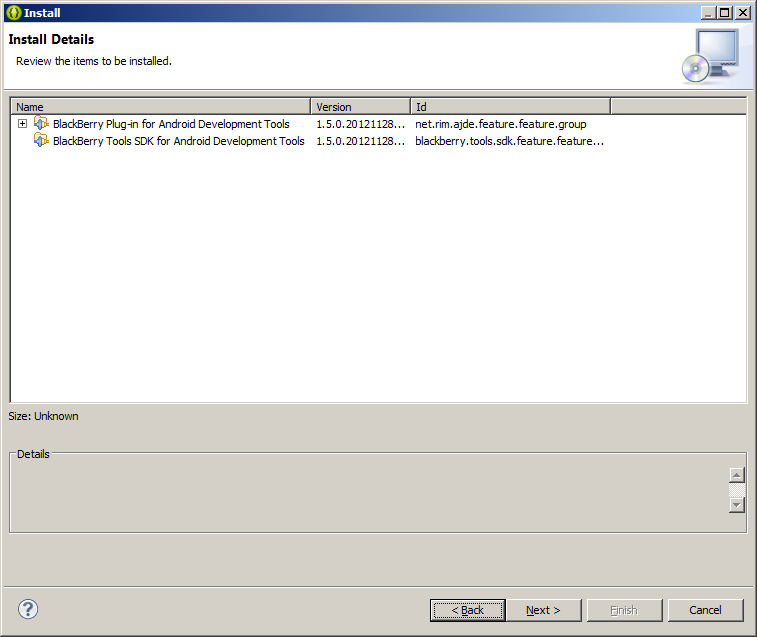 Install
Install Details
Review the items to be installed.
Name Version Id
BlackBerry Plug-in for Android Development Tools 1.5.0.20121128... net.rim.ajde.feature.feature.group
BlackBerry Tools SDK for Android Development Tools 1.5.0.20121128... blackberry.tools.sdk.feature.feature...
Size: Unknown
Details
? < Back Next > Finish Cancel